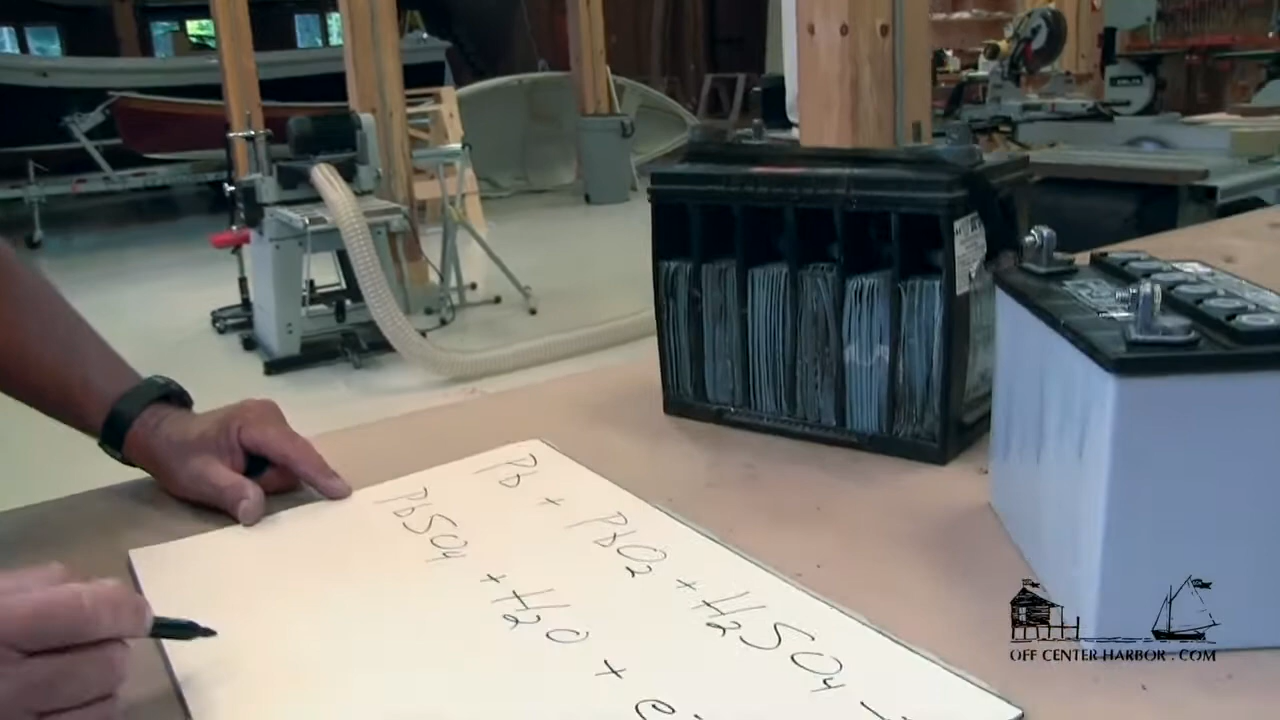 Pb + PbO2 + H2SO4
PbSO4 + H2O + e-
OFF CENTER HARBOR.COM